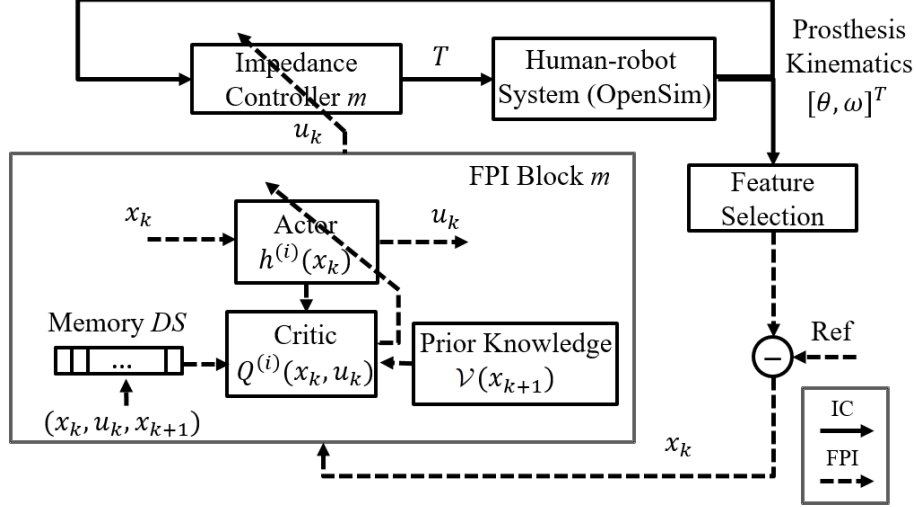 Impedance
Controller m
T
Human-robot
System (OpenSim)
Prosthesis
Kinematics
[θ, ω]ᵀ
u_k
FPI Block m
Feature
Selection
x_k
Actor
h^(i)(x_k)
u_k
Memory DS
...
(x_k, u_k, x_{k+1})
Critic
Q^(i)(x_k, u_k)
Prior Knowledge
𝒱(x_{k+1})
−
Ref
x_k
IC
FPI